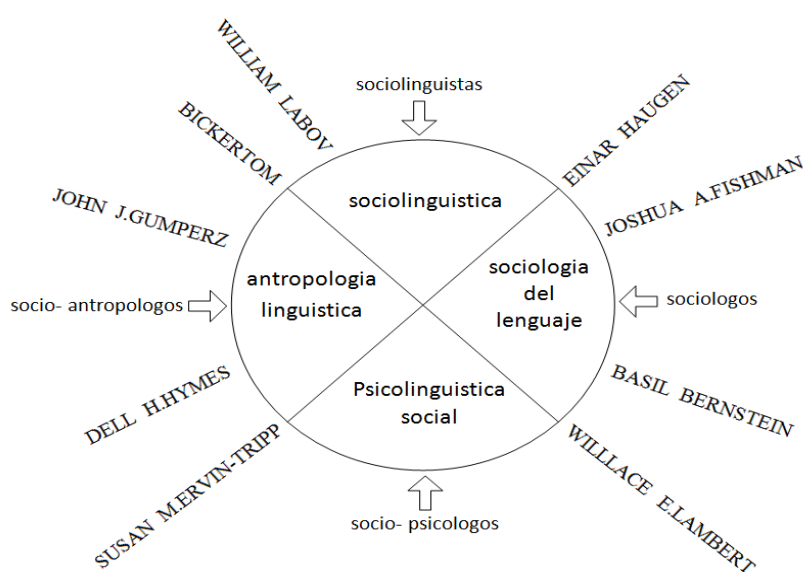 WILLIAM LABOV
sociolinguistas
BICKERTOM
EINAR HAUGEN
JOHN J.GUMPERZ
JOSHUA A.FISHMAN
sociolinguistica
antropologia
linguistica
sociologia
del
lenguaje
socio- antropologos
sociologos
DELL H.HYMES
Psicolinguistica
social
BASIL BERNSTEIN
SUSAN M.ERVIN-TRIPP
WILLLACE E.LAMBERT
socio- psicologos